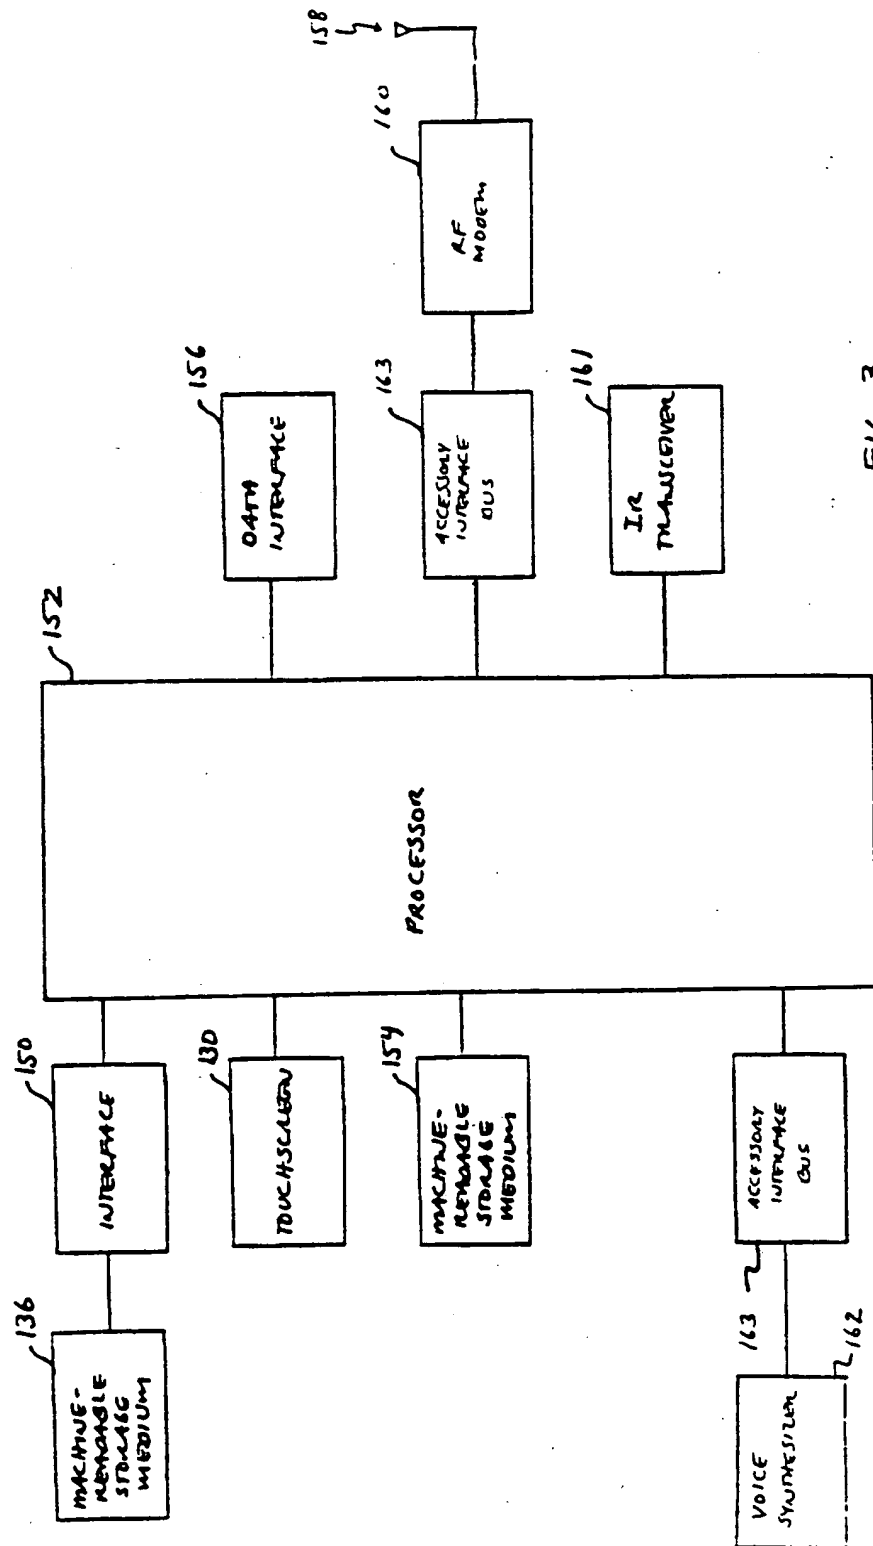 136
MACHINE-
READABLE
STORAGE
MEDIUM
150
INTERFACE
130
TOUCHSCREEN
154
MACHINE-
READABLE
STORAGE
MEDIUM
VOICE
SYNTHESIZER
162
163
ACCESSORY
INTERFACE
BUS
152
PROCESSOR
156
DATA
INTERFACE
163
ACCESSORY
INTERFACE
BUS
161
IR
TRANSCEIVER
160
RF
MODEM
158